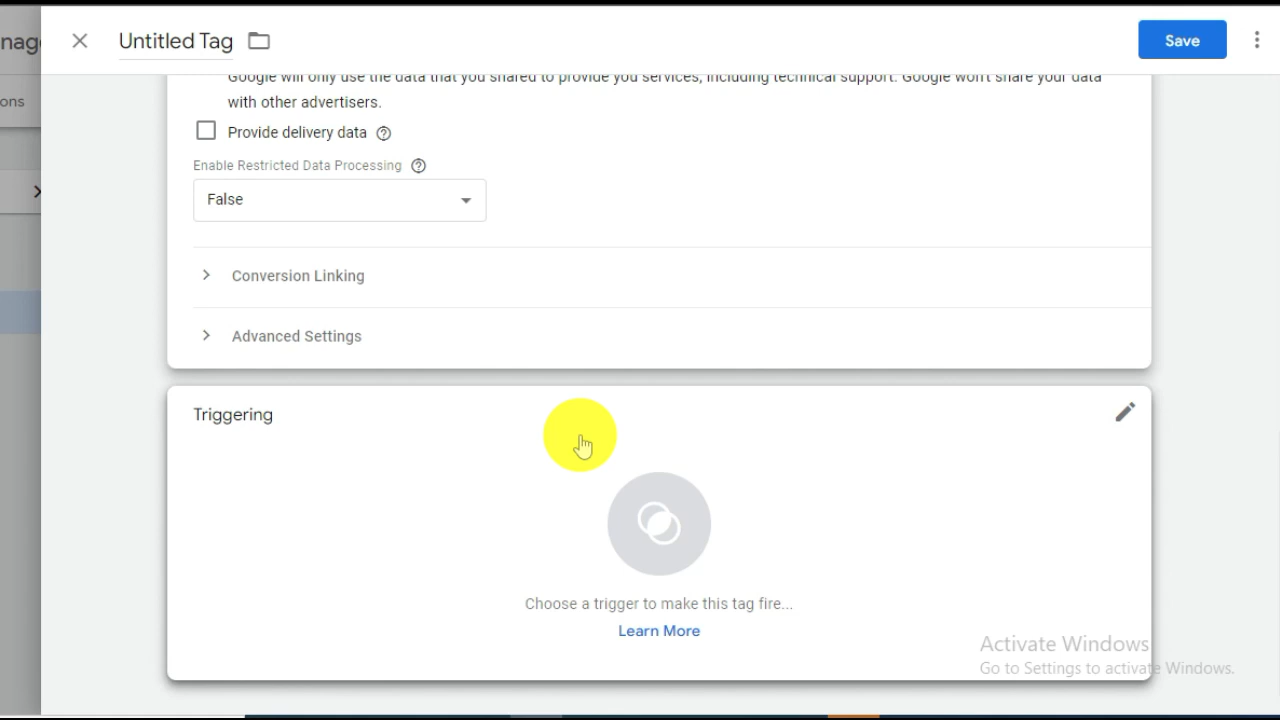 nag
Untitled Tag
Save
ons
Google will only use the data that you shared to provide you services, including technical support. Google won't share your data
with other advertisers.
Provide delivery data
Enable Restricted Data Processing
False
Conversion Linking
Advanced Settings
Triggering
Choose a trigger to make this tag fire...
Learn More
Activate Windows
Go to Settings to activate Windows.